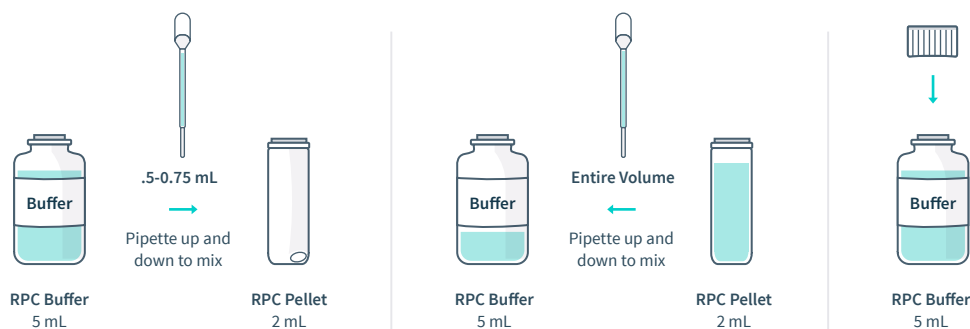 Buffer
.5-0.75 mL
Pipette up and
down to mix
RPC Buffer
5 mL
RPC Pellet
2 mL
Buffer
Entire Volume
Pipette up and
down to mix
RPC Buffer
5 mL
RPC Pellet
2 mL
Buffer
RPC Buffer
5 mL